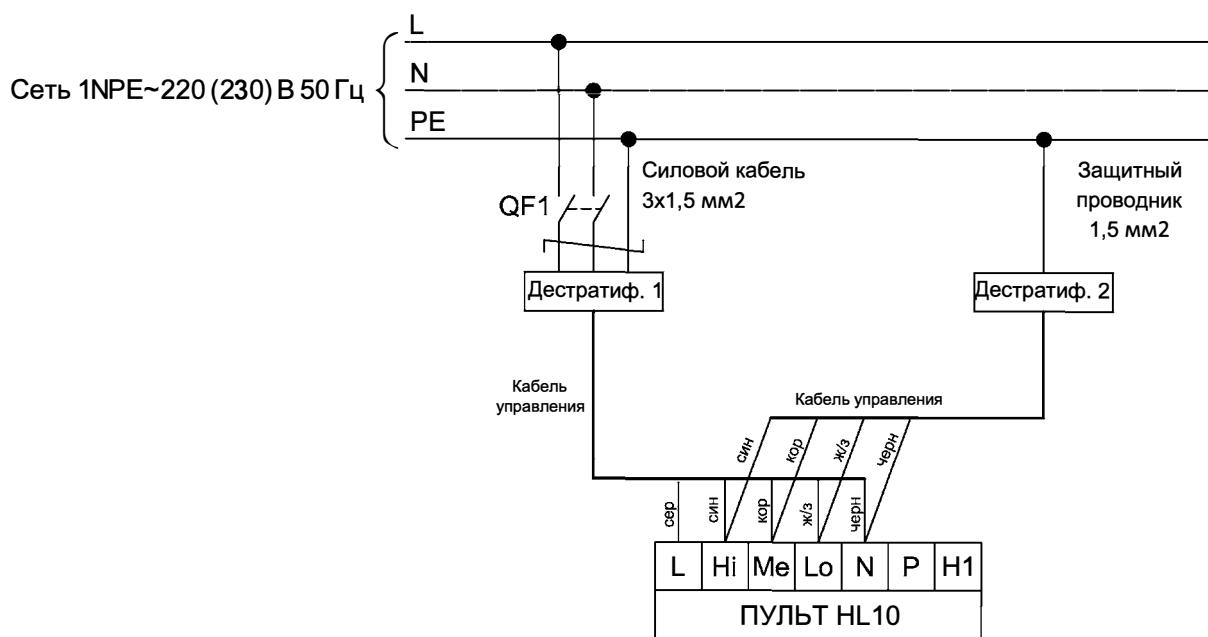 L
Сеть 1NPE~220 (230) В 50 Гц
N
PE
Силовой кабель
3х1,5 мм2
QF1
Защитный
проводник
1,5 мм2
Дестратиф. 1
Дестратиф. 2
Кабель
управления
Кабель управления
син
кор
ж/з
черн
сер
син
кор
ж/з
черн
L Hi Me Lo N P H1
ПУЛЬТ HL10